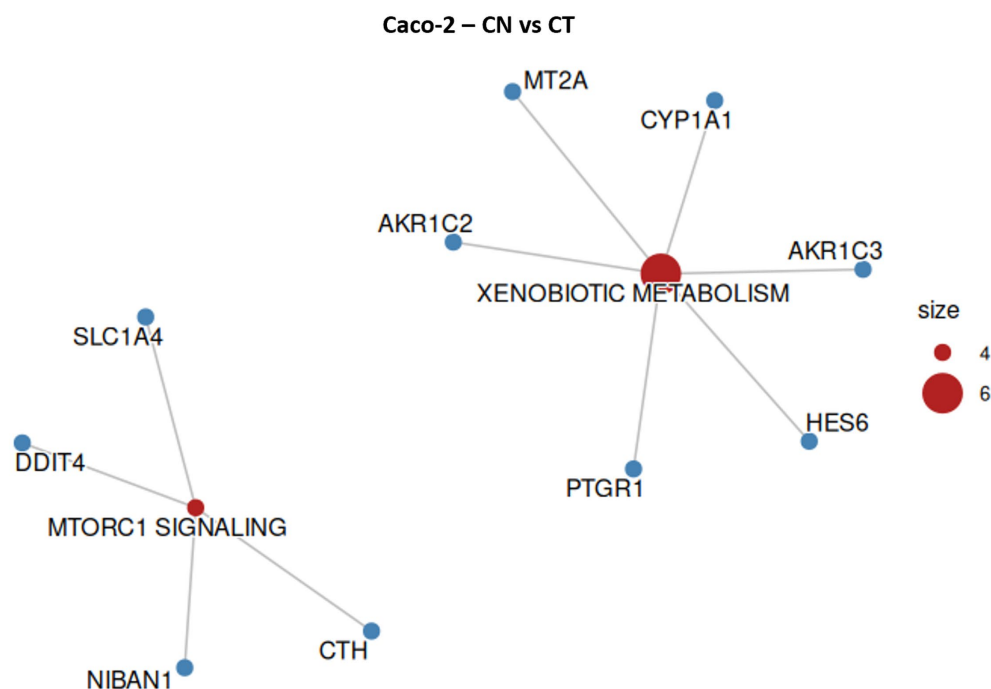 Caco-2 – CN vs CT
MT2A
CYP1A1
AKR1C2
AKR1C3
XENOBIOTIC METABOLISM
size
SLC1A4
4
6
HES6
DDIT4
PTGR1
MTORC1 SIGNALING
CTH
NIBAN1